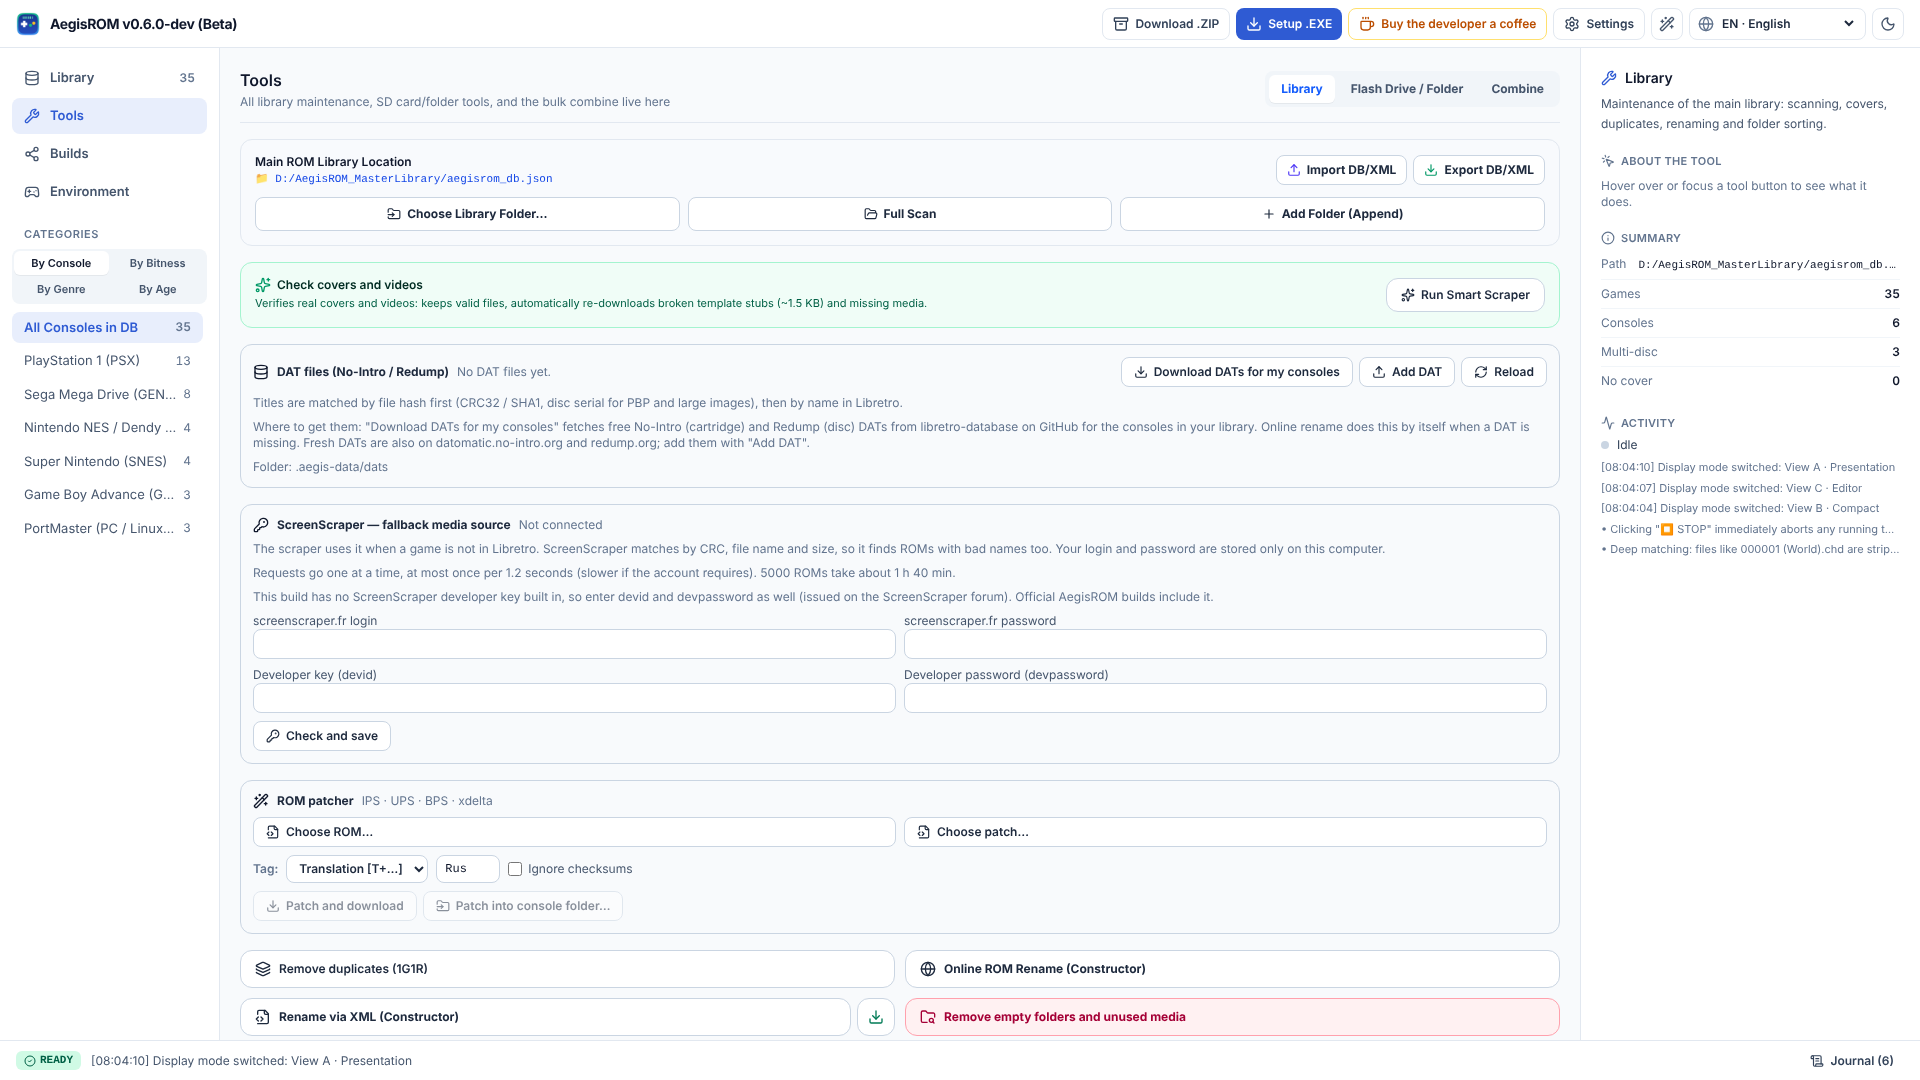 AegisROM v0.6.0-dev (Beta)
Download .ZIP
Setup .EXE
Buy the developer a coffee
Settings
EN · English
Library 35
Tools
Builds
Environment
CATEGORIES
By Console
By Bitness
By Genre
By Age
All Consoles in DB 35
PlayStation 1 (PSX) 13
Sega Mega Drive (GEN... 8
Nintendo NES / Dendy ... 4
Super Nintendo (SNES) 4
Game Boy Advance (G... 3
PortMaster (PC / Linux... 3
Tools
All library maintenance, SD card/folder tools, and the bulk combine live here
Library
Flash Drive / Folder
Combine
Main ROM Library Location
D:/AegisROM_MasterLibrary/aegisrom_db.json
Import DB/XML
Export DB/XML
Choose Library Folder...
Full Scan
Add Folder (Append)
Check covers and videos
Verifies real covers and videos: keeps valid files, automatically re-downloads broken template stubs (~1.5 KB) and missing media.
Run Smart Scraper
DAT files (No-Intro / Redump) No DAT files yet.
Download DATs for my consoles
Add DAT
Reload
Titles are matched by file hash first (CRC32 / SHA1, disc serial for PBP and large images), then by name in Libretro.
Where to get them: "Download DATs for my consoles" fetches free No-Intro (cartridge) and Redump (disc) DATs from libretro-database on GitHub for the consoles in your library. Online rename does this by itself when a DAT is
missing. Fresh DATs are also on datomatic.no-intro.org and redump.org; add them with "Add DAT".
Folder: .aegis-data/dats
ScreenScraper — fallback media source Not connected
The scraper uses it when a game is not in Libretro. ScreenScraper matches by CRC, file name and size, so it finds ROMs with bad names too. Your login and password are stored only on this computer.
Requests go one at a time, at most once per 1.2 seconds (slower if the account requires). 5000 ROMs take about 1 h 40 min.
This build has no ScreenScraper developer key built in, so enter devid and devpassword as well (issued on the ScreenScraper forum). Official AegisROM builds include it.
screenscraper.fr login
screenscraper.fr password
Developer key (devid)
Developer password (devpassword)
Check and save
ROM patcher IPS · UPS · BPS · xdelta
Choose ROM...
Choose patch...
Tag: Translation [T+...] Rus Ignore checksums
Patch and download
Patch into console folder...
Remove duplicates (1G1R)
Online ROM Rename (Constructor)
Rename via XML (Constructor)
Remove empty folders and unused media
Library
Maintenance of the main library: scanning, covers,
duplicates, renaming and folder sorting.
ABOUT THE TOOL
Hover over or focus a tool button to see what it
does.
SUMMARY
Path D:/AegisROM_MasterLibrary/aegisrom_db...
Games 35
Consoles 6
Multi-disc 3
No cover 0
ACTIVITY
Idle
[08:04:10] Display mode switched: View A · Presentation
[08:04:07] Display mode switched: View C · Editor
[08:04:04] Display mode switched: View B · Compact
• Clicking "⏹ STOP" immediately aborts any running t...
• Deep matching: files like 000001 (World).chd are strip...
READY [08:04:10] Display mode switched: View A · Presentation
Journal (6)